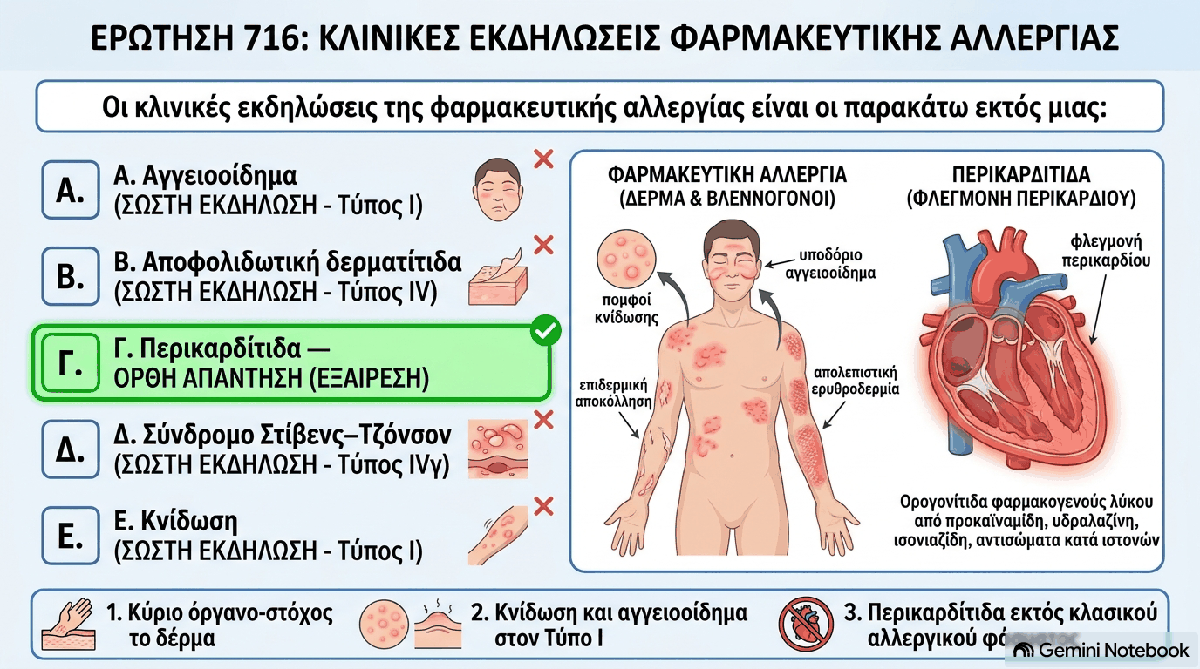 ΕΡΩΤΗΣΗ 716: ΚΛΙΝΙΚΕΣ ΕΚΔΗΛΩΣΕΙΣ ΦΑΡΜΑΚΕΥΤΙΚΗΣ ΑΛΛΕΡΓΙΑΣ
Οι κλινικές εκδηλώσεις της φαρμακευτικής αλλεργίας είναι οι παρακάτω εκτός μιας:
Α.
Α. Αγγειοοίδημα
(ΣΩΣΤΗ ΕΚΔΗΛΩΣΗ - Τύπος Ι)
Β.
Β. Αποφολιδωτική δερματίτιδα
(ΣΩΣΤΗ ΕΚΔΗΛΩΣΗ - Τύπος IV)
Γ.
Γ. Περικαρδίτιδα —
ΟΡΘΗ ΑΠΑΝΤΗΣΗ (ΕΞΑΙΡΕΣΗ)
Δ.
Δ. Σύνδρομο Στίβενς–Τζόνσον
(ΣΩΣΤΗ ΕΚΔΗΛΩΣΗ - Τύπος IVγ)
Ε.
Ε. Κνίδωση
(ΣΩΣΤΗ ΕΚΔΗΛΩΣΗ - Τύπος Ι)
ΦΑΡΜΑΚΕΥΤΙΚΗ ΑΛΛΕΡΓΙΑ
(ΔΕΡΜΑ & ΒΛΕΝΝΟΓΟΝΟΙ)
πομφοί
κνίδωσης
υποδόριο
αγγειοοίδημα
επιδερμική
αποκόλληση
απολεπιστική
ερυθροδερμία
ΠΕΡΙΚΑΡΔΙΤΙΔΑ
(ΦΛΕΓΜΟΝΗ ΠΕΡΙΚΑΡΔΙΟΥ)
φλεγμονή
περικαρδίου
Ορογονίτιδα φαρμακογενούς λύκου
από προκαϊναμίδη, υδραλαζίνη,
ισονιαζίδη, αντισώματα κατά ιστονών
1. Κύριο όργανο-στόχος
το δέρμα
2. Κνίδωση και αγγειοοίδημα
στον Τύπο Ι
3. Περικαρδίτιδα εκτός κλασικού
αλλεργικού
Gemini Notebook